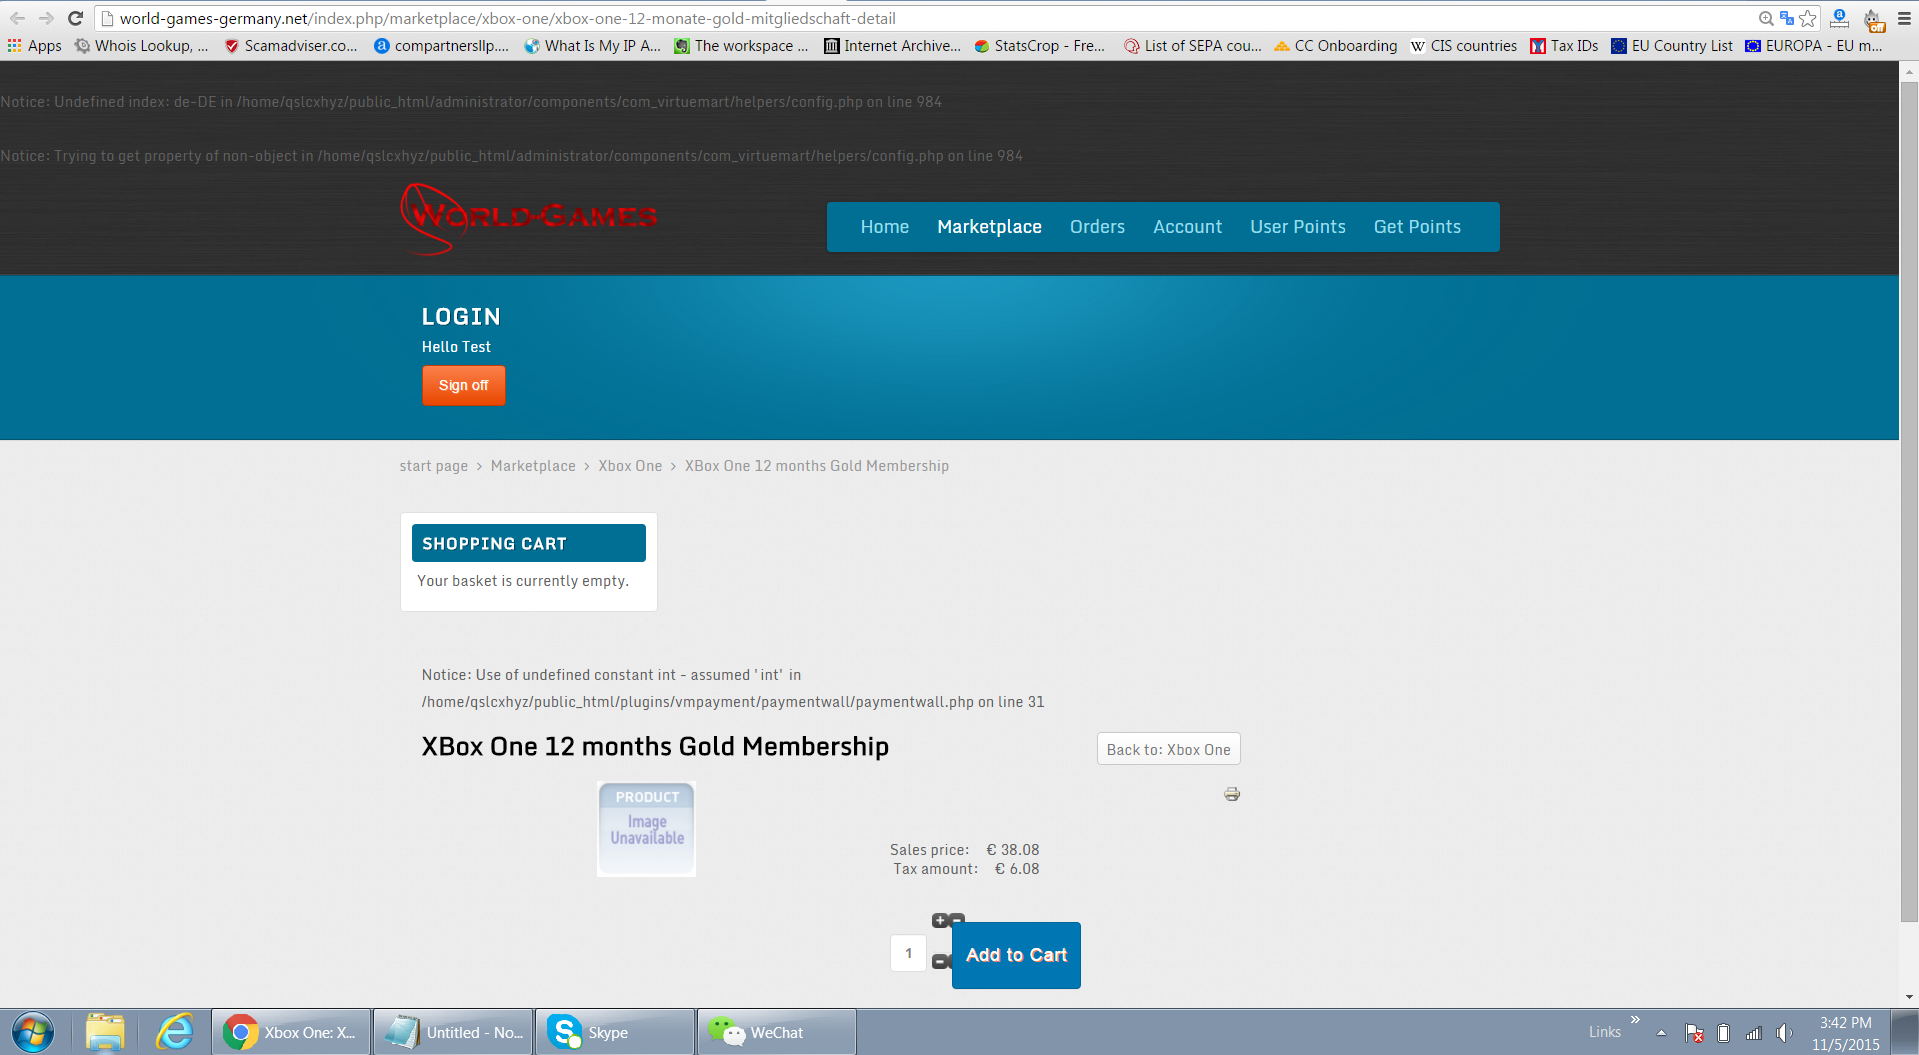 world-games-germany.net/index.php/marketplace/xbox-one/xbox-one-12-monate-gold-mitgliedschaft-detail
Apps Whois Lookup, ... Scamadviser.co... compartnersllp.... What Is My IP A... The workspace ... Internet Archive... StatsCrop - Fre... List of SEPA cou... CC Onboarding CIS countries Tax IDs EU Country List EUROPA - EU m...
Notice: Undefined index: de-DE in /home/qslcxhyz/public_html/administrator/components/com_virtuemart/helpers/config.php on line 984
Notice: Trying to get property of non-object in /home/qslcxhyz/public_html/administrator/components/com_virtuemart/helpers/config.php on line 984
World-Games
Home Marketplace Orders Account User Points Get Points
LOGIN
Hello Test
Sign off
start page > Marketplace > Xbox One > XBox One 12 months Gold Membership
SHOPPING CART
Your basket is currently empty.
Notice: Use of undefined constant int - assumed 'int' in
/home/qslcxhyz/public_html/plugins/vmpayment/paymentwall/paymentwall.php on line 31
XBox One 12 months Gold Membership
Back to: Xbox One
PRODUCT
Image
Unavailable
Sales price: € 38.08
Tax amount: € 6.08
1
Add to Cart
Xbox One: X... Untitled - No... Skype WeChat Links » 3:42 PM
11/5/2015